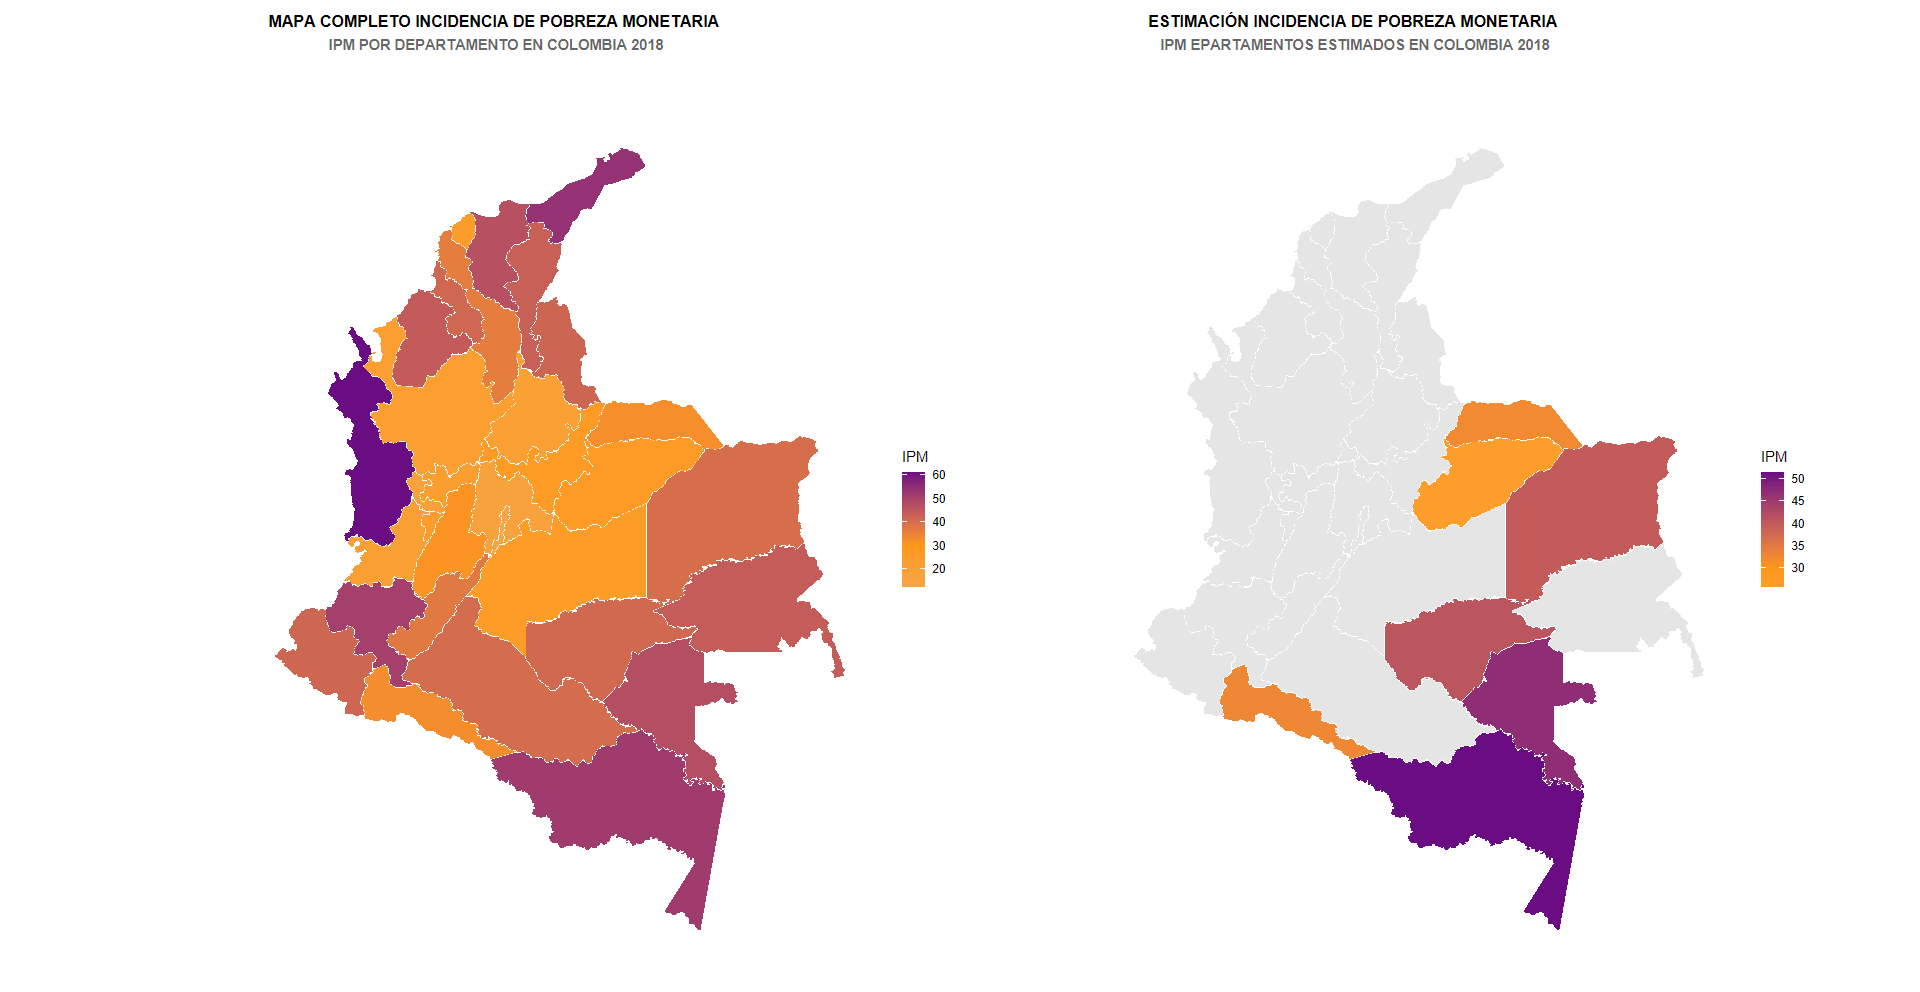 MAPA COMPLETO INCIDENCIA DE POBREZA MONETARIA
IPM POR DEPARTAMENTO EN COLOMBIA 2018
IPM
60
50
40
30
20
ESTIMACIÓN INCIDENCIA DE POBREZA MONETARIA
IPM EPARTAMENTOS ESTIMADOS EN COLOMBIA 2018
IPM
50
45
40
35
30